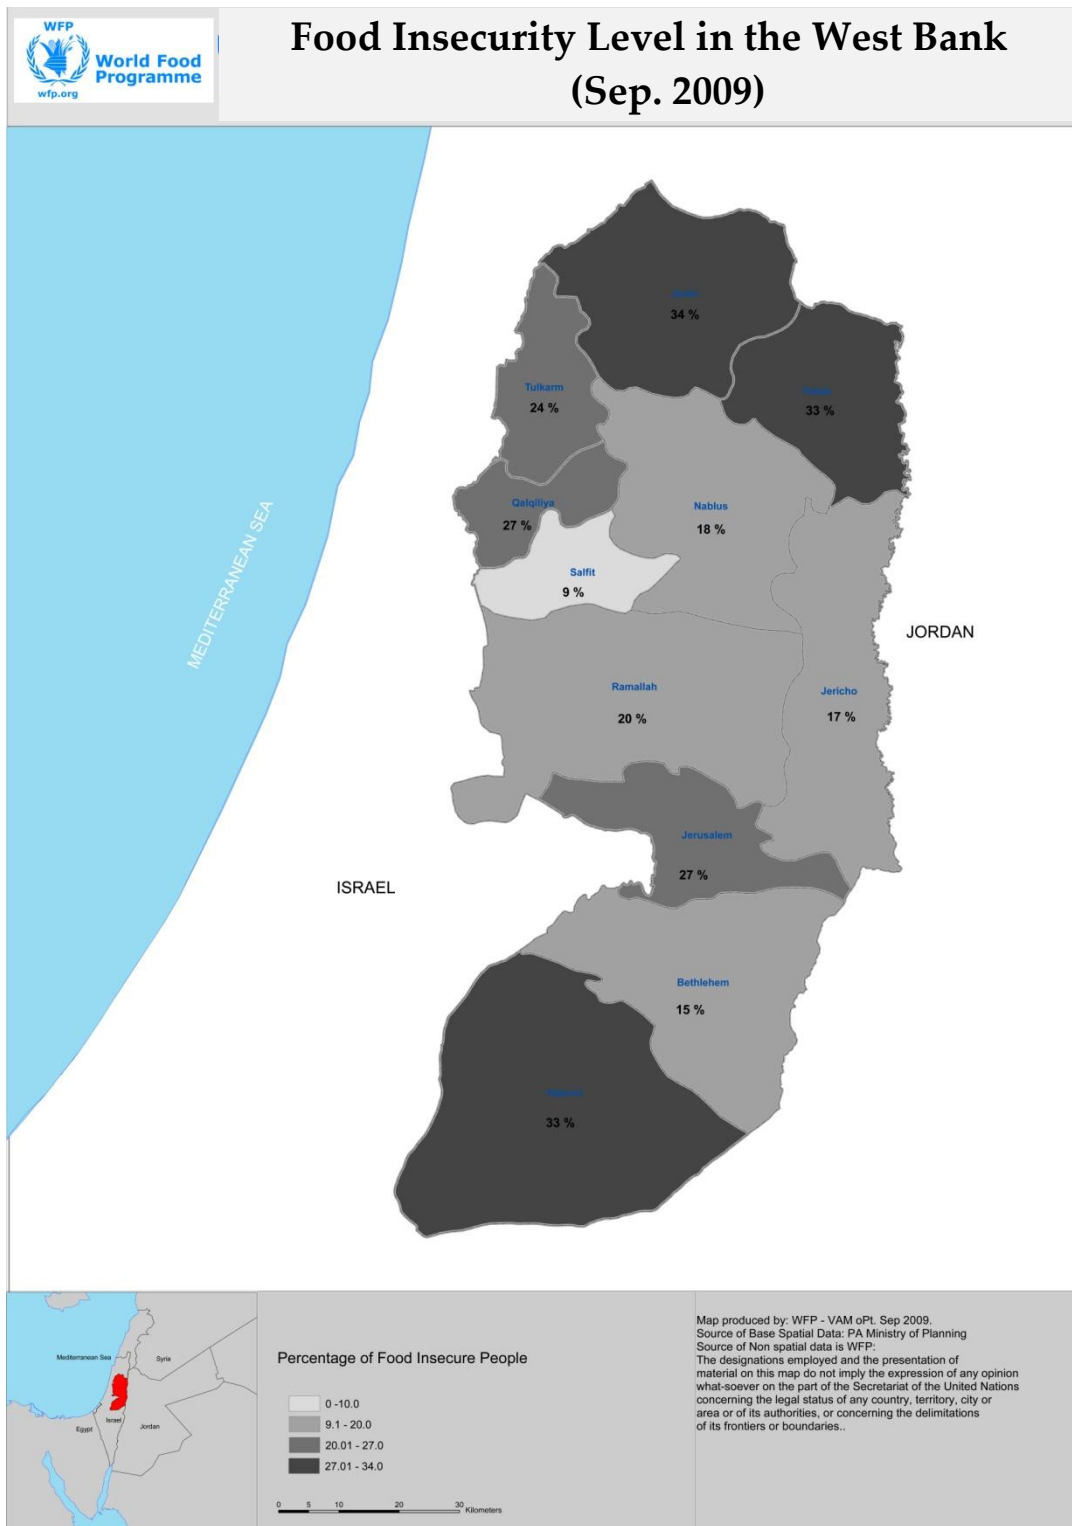 WFP
World Food
Programme
wfp.org
Food Insecurity Level in the West Bank
(Sep. 2009)
34 %
33 %
Tulkarm
24 %
Qalqiliya
27 %
Nablus
18 %
Salfit
9 %
MEDITERRANEAN SEA
JORDAN
Ramallah
20 %
Jericho
17 %
Jerusalem
27 %
ISRAEL
Bethlehem
15 %
33 %
Mediterranean Sea
Syria
Israel
Egypt
Jordan
Percentage of Food Insecure People
0 -10.0
9.1 - 20.0
20.01 - 27.0
27.01 - 34.0
0 5 10 20 30
Kilometers
Map produced by: WFP - VAM oPt. Sep 2009.
Source of Base Spatial Data: PA Ministry of Planning
Source of Non spatial data is WFP:
The designations employed and the presentation of
material on this map do not imply the expression of any opinion
what-soever on the part of the Secretariat of the United Nations
concerning the legal status of any country, territory, city or
area or of its authorities, or concerning the delimitations
of its frontiers or boundaries..